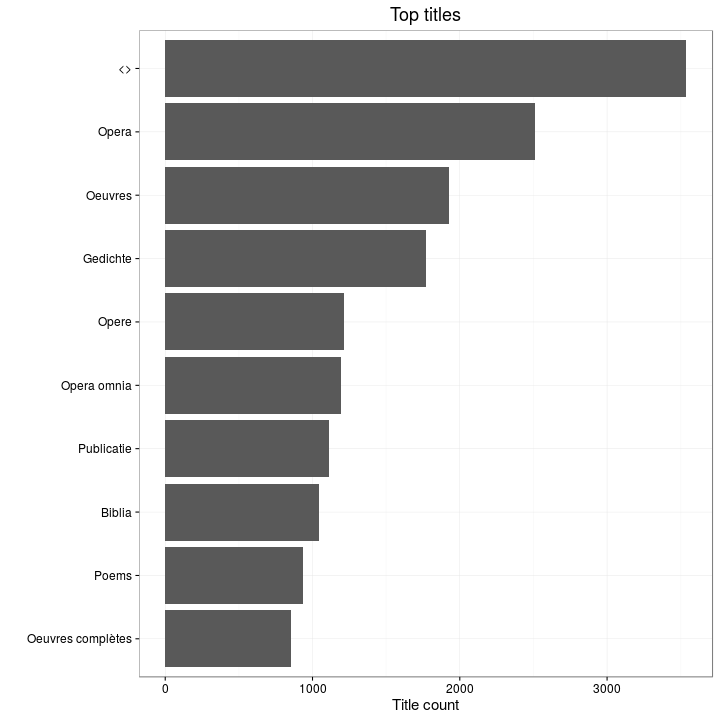 Top titles
<>
Opera
Oeuvres
Gedichte
Opere
Opera omnia
Publicatie
Biblia
Poems
Oeuvres complètes
0 1000 2000 3000
Title count